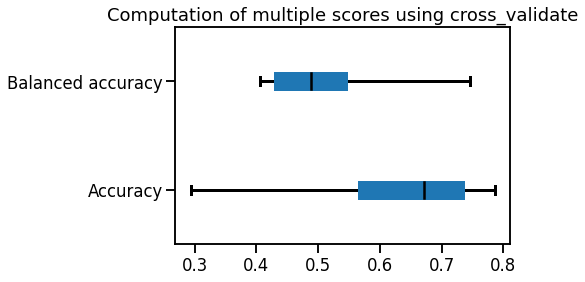 Computation of multiple scores using cross_validate
Balanced accuracy
Accuracy
0.3 0.4 0.5 0.6 0.7 0.8